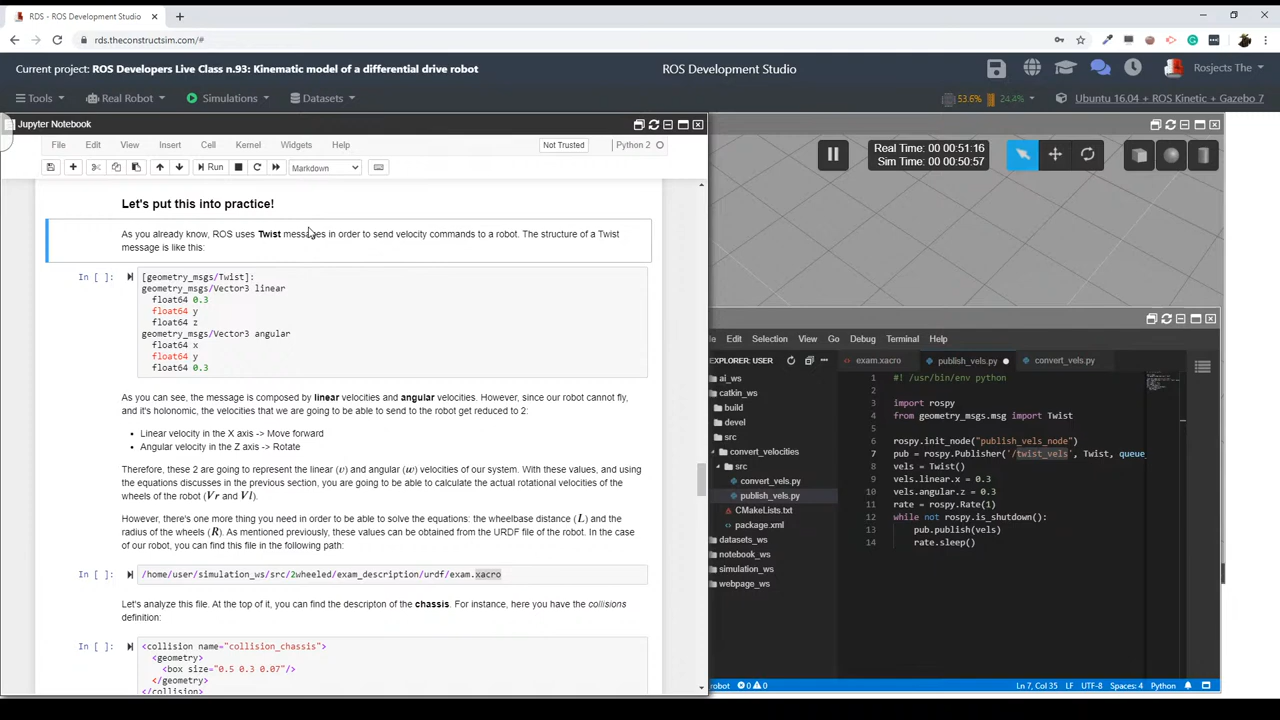 RDS - ROS Development Studio
rds.theconstructsim.com/#
Current project: ROS Developers Live Class n.93: Kinematic model of a differential drive robot
ROS Development Studio
Rosjects The
Tools
Real Robot
Simulations
Datasets
53.6%
24.4%
Ubuntu 16.04 + ROS Kinetic + Gazebo 7
Jupyter Notebook
File Edit View Insert Cell Kernel Widgets Help
Not Trusted
Python 2
Run
Markdown
Let's put this into practice!
As you already know, ROS uses Twist messages in order to send velocity commands to a robot. The structure of a Twist
message is like this:
In [ ]:
[geometry_msgs/Twist]:
geometry_msgs/Vector3 linear
float64 0.3
float64 y
float64 z
geometry_msgs/Vector3 angular
float64 x
float64 y
float64 0.3
As you can see, the message is composed by linear velocities and angular velocities. However, since our robot cannot fly,
and it's holonomic, the velocities that we are going to be able to send to the robot get reduced to 2:
• Linear velocity in the X axis -> Move forward
• Angular velocity in the Z axis -> Rotate
Therefore, these 2 are going to represent the linear (v) and angular (w) velocities of our system. With these values, and using
the equations discussed in the previous section, you are going to be able to calculate the actual rotational velocities of the
wheels of the robot (Vr and Vl).
However, there's one more thing you need in order to be able to solve the equations: the wheelbase distance (L) and the
radius of the wheels (R). As mentioned previously, these values can be obtained from the URDF file of the robot. In the case
of our robot, you can find this file in the following path:
In [ ]:
/home/user/simulation_ws/src/2wheeled/exam_description/urdf/exam.xacro
Let's analyze this file. At the top of it, you can find the descripton of the chassis. For instance, here you have the collisions
definition:
In [ ]:
<collision name="collision_chassis">
<geometry>
<box size="0.5 0.3 0.07"/>
</geometry>
</collision>
Real Time: 00 00:51:16
Sim Time: 00 00:50:57
File Edit Selection View Go Debug Terminal Help
EXPLORER: USER
exam.xacro
publish_vels.py
convert_vels.py
ai_ws
catkin_ws
build
devel
src
convert_velocities
src
convert_vels.py
publish_vels.py
CMakeLists.txt
package.xml
datasets_ws
notebook_ws
simulation_ws
webpage_ws
1 #! /usr/bin/env python
2
3 import rospy
4 from geometry_msgs.msg import Twist
5
6 rospy.init_node("publish_vels_node")
7 pub = rospy.Publisher('/twist_vels', Twist, queue_
8 vels = Twist()
9 vels.linear.x = 0.3
10 vels.angular.z = 0.3
11 rate = rospy.Rate(1)
12 while not rospy.is_shutdown():
13 pub.publish(vels)
14 rate.sleep()
robot
0
0
Ln 7, Col 35
LF
UTF-8
Spaces: 4
Python